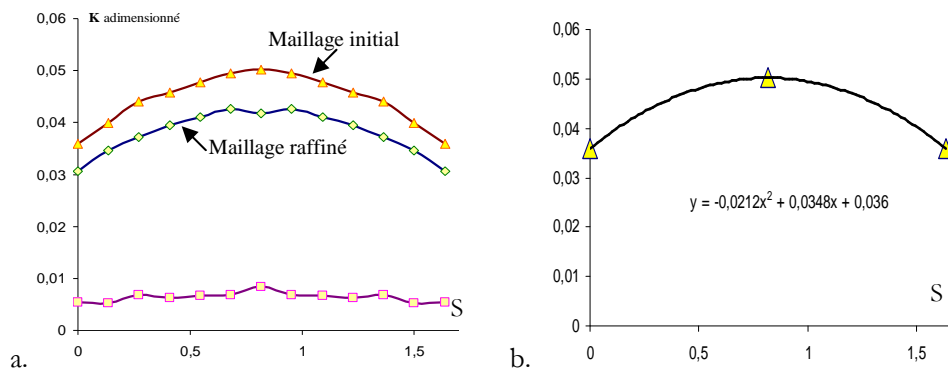 K adimensionné
Maillage initial
Maillage raffiné
0,06
0,05
0,04
0,03
0,02
0,01
0
0 0,5 1 1,5
S
a.
0,06
0,05
0,04
0,03
0,02
0,01
0
y = -0,0212x² + 0,0348x + 0,036
S
0 0,5 1 1,5
b.